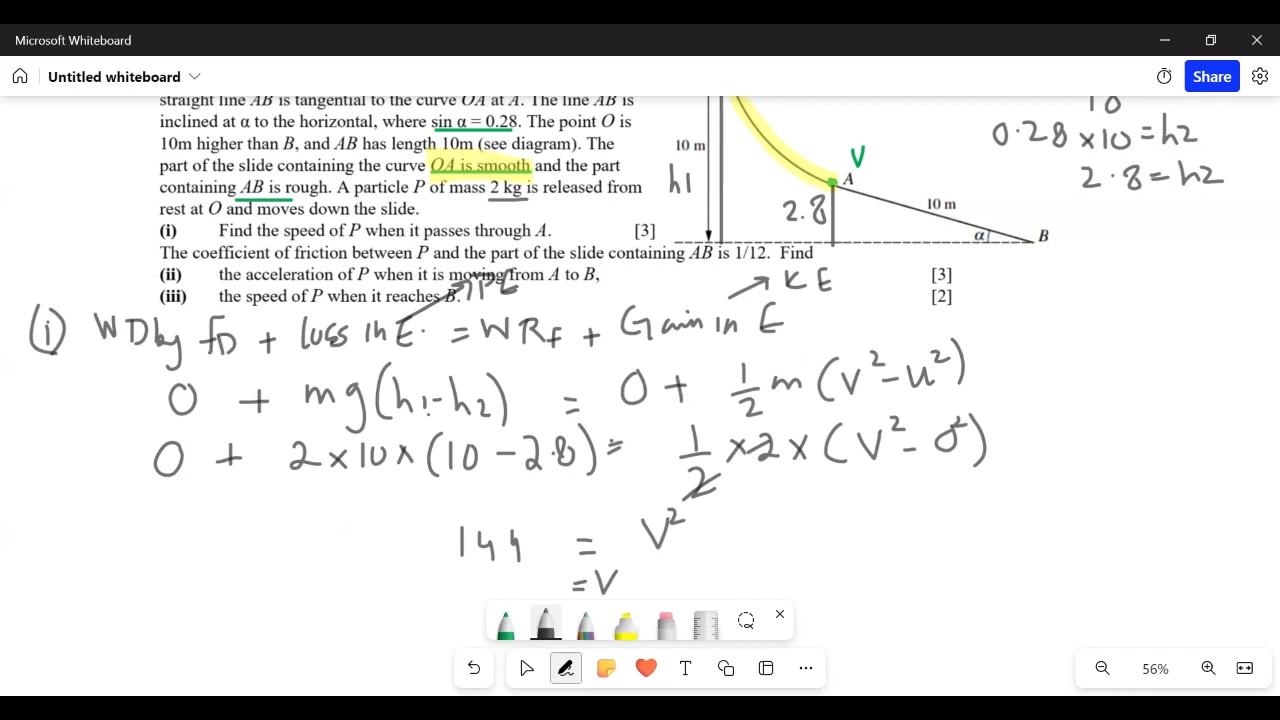 Microsoft Whiteboard
Untitled whiteboard
Share
straight line AB is tangential to the curve OA at A. The line AB is
inclined at α to the horizontal, where sin α = 0.28. The point O is
10m higher than B, and AB has length 10m (see diagram). The
part of the slide containing the curve OA is smooth and the part
containing AB is rough. A particle P of mass 2 kg is released from
rest at O and moves down the slide.
(i) Find the speed of P when it passes through A. [3]
The coefficient of friction between P and the part of the slide containing AB is 1/12. Find
(ii) the acceleration of P when it is moving from A to B, [3]
(iii) the speed of P when it reaches B. [2]
10 m
h1
V
A
2.8
10 m
α
B
10
0.28 × 10 = h2
2.8 = h2
PE
KE
(i) WD by fD + loss in E. = WRf + Gain in E
0 + mg(h1-h2) = 0 + 1/2 m (v² - u²)
0 + 2×10×(10 - 2.8) = 1/2 ×2× (V² - 0²)
144 = V²
= V
56%